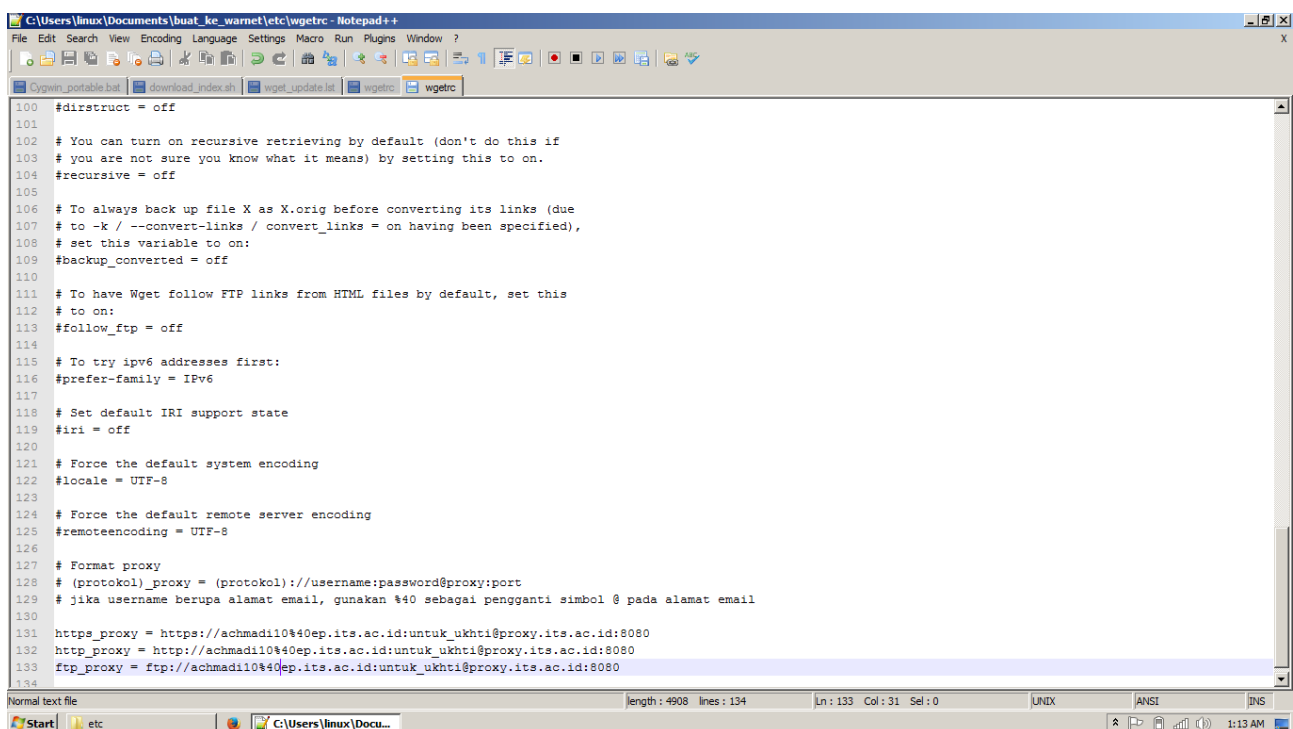 C:\Users\linux\Documents\buat_ke_warnet\etc\wgetrc - Notepad++
File Edit Search View Encoding Language Settings Macro Run Plugins Window ?
X
Cygwin_portable.bat download_index.sh wget_update.lst wgetrc wgetrc
100 #dirstruct = off
101
102 # You can turn on recursive retrieving by default (don't do this if
103 # you are not sure you know what it means) by setting this to on.
104 #recursive = off
105
106 # To always back up file X as X.orig before converting its links (due
107 # to -k / --convert-links / convert_links = on having been specified),
108 # set this variable to on:
109 #backup_converted = off
110
111 # To have Wget follow FTP links from HTML files by default, set this
112 # to on:
113 #follow_ftp = off
114
115 # To try ipv6 addresses first:
116 #prefer-family = IPv6
117
118 # Set default IRI support state
119 #iri = off
120
121 # Force the default system encoding
122 #locale = UTF-8
123
124 # Force the default remote server encoding
125 #remoteencoding = UTF-8
126
127 # Format proxy
128 # (protokol)_proxy = (protokol)://username:password@proxy:port
129 # jika username berupa alamat email, gunakan %40 sebagai pengganti simbol @ pada alamat email
130
131 https_proxy = https://achmadi10%40ep.its.ac.id:untuk_ukhti@proxy.its.ac.id:8080
132 http_proxy = http://achmadi10%40ep.its.ac.id:untuk_ukhti@proxy.its.ac.id:8080
133 ftp_proxy = ftp://achmadi10%40ep.its.ac.id:untuk_ukhti@proxy.its.ac.id:8080
134
Normal text file length : 4908 lines : 134 Ln : 133 Col : 31 Sel : 0 UNIX ANSI INS
Start etc C:\Users\linux\Docu... 1:13 AM